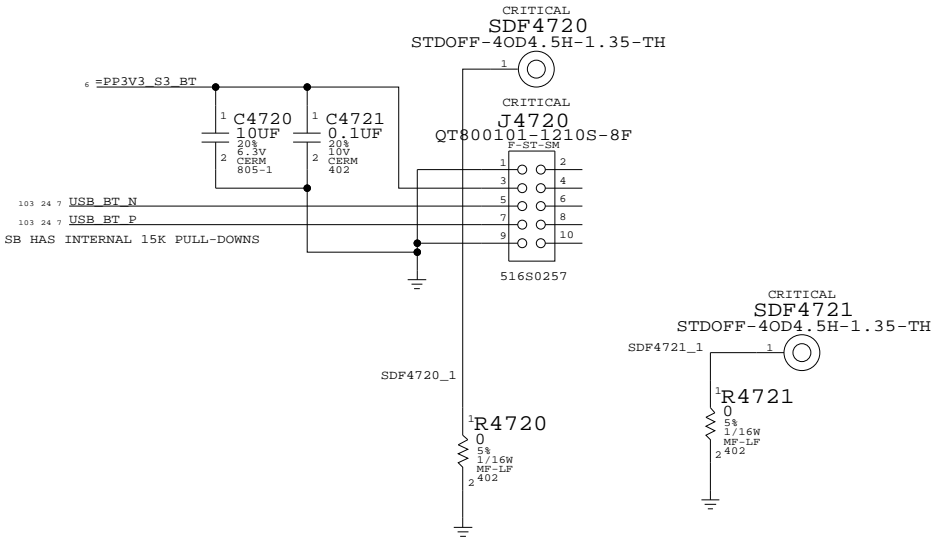 CRITICAL
SDF4720
STDOFF-4OD4.5H-1.35-TH
1
6 =PP3V3_S3_BT
1 C4720
10UF
20%
6.3V
2 CERM
805-1
1 C4721
0.1UF
20%
10V
2 CERM
402
CRITICAL
J4720
QT800101-1210S-8F
F-ST-SM
1 2
3 4
5 6
7 8
9 10
516S0257
103 24 7 USB_BT_N
103 24 7 USB_BT_P
SB HAS INTERNAL 15K PULL-DOWNS
CRITICAL
SDF4721
STDOFF-4OD4.5H-1.35-TH
SDF4721_1 1
SDF4720_1
1 R4721
0
5%
1/16W
MF-LF
2 402
1 R4720
0
5%
1/16W
MF-LF
2 402